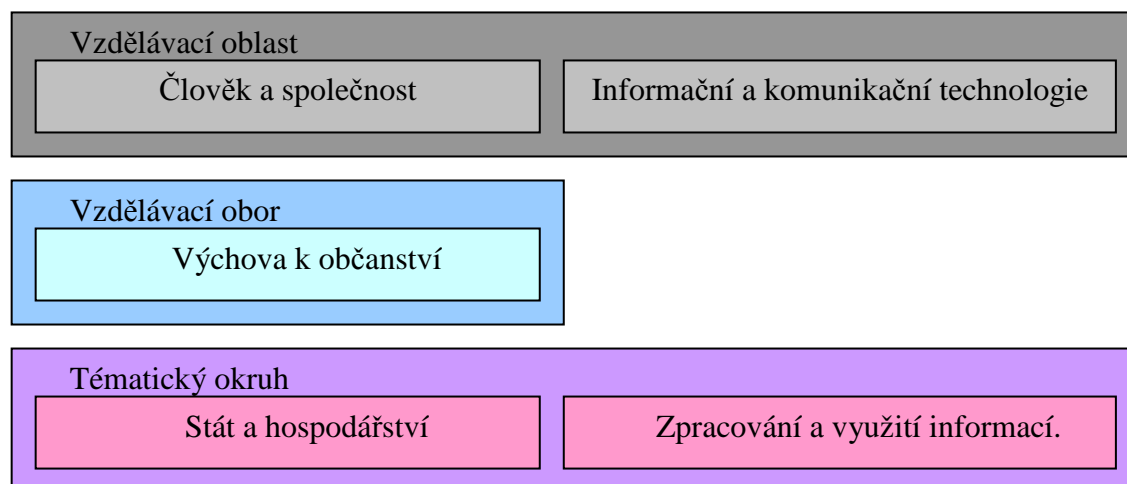 Vzdělávací oblast
Člověk a společnost
Informační a komunikační technologie
Vzdělávací obor
Výchova k občanství
Tématický okruh
Stát a hospodářství
Zpracování a využití informací.